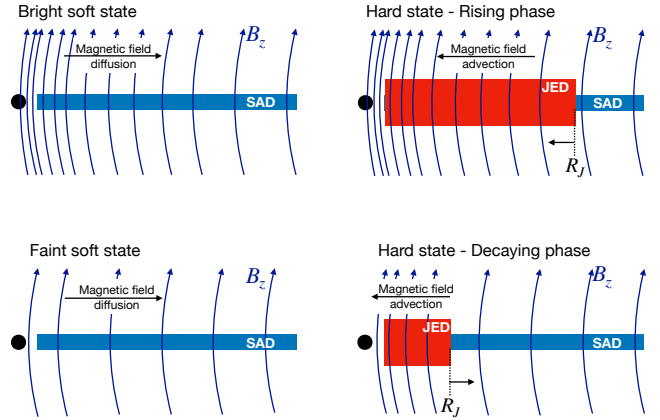 Bright soft state
Magnetic field
diffusion
B_z
SAD
Hard state - Rising phase
Magnetic field
advection
B_z
JED
SAD
R_J
Faint soft state
Magnetic field
diffusion
B_z
SAD
Hard state - Decaying phase
Magnetic field
advection
B_z
JED
SAD
R_J